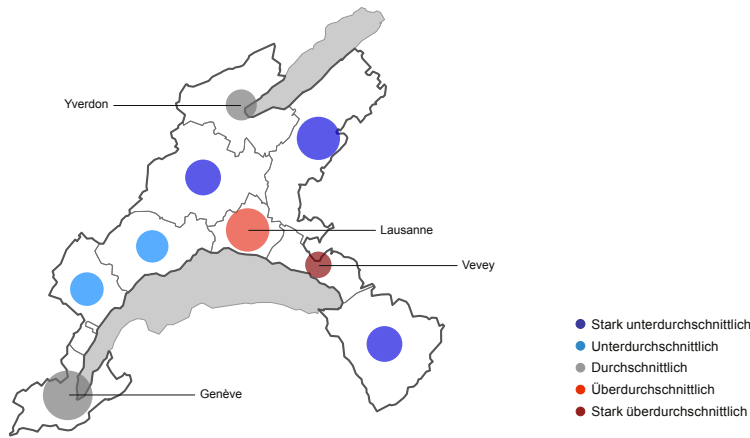 Yverdon
Lausanne
Vevey
Genève
Stark unterdurchschnittlich
Unterdurchschnittlich
Durchschnittlich
Überdurchschnittlich
Stark überdurchschnittlich